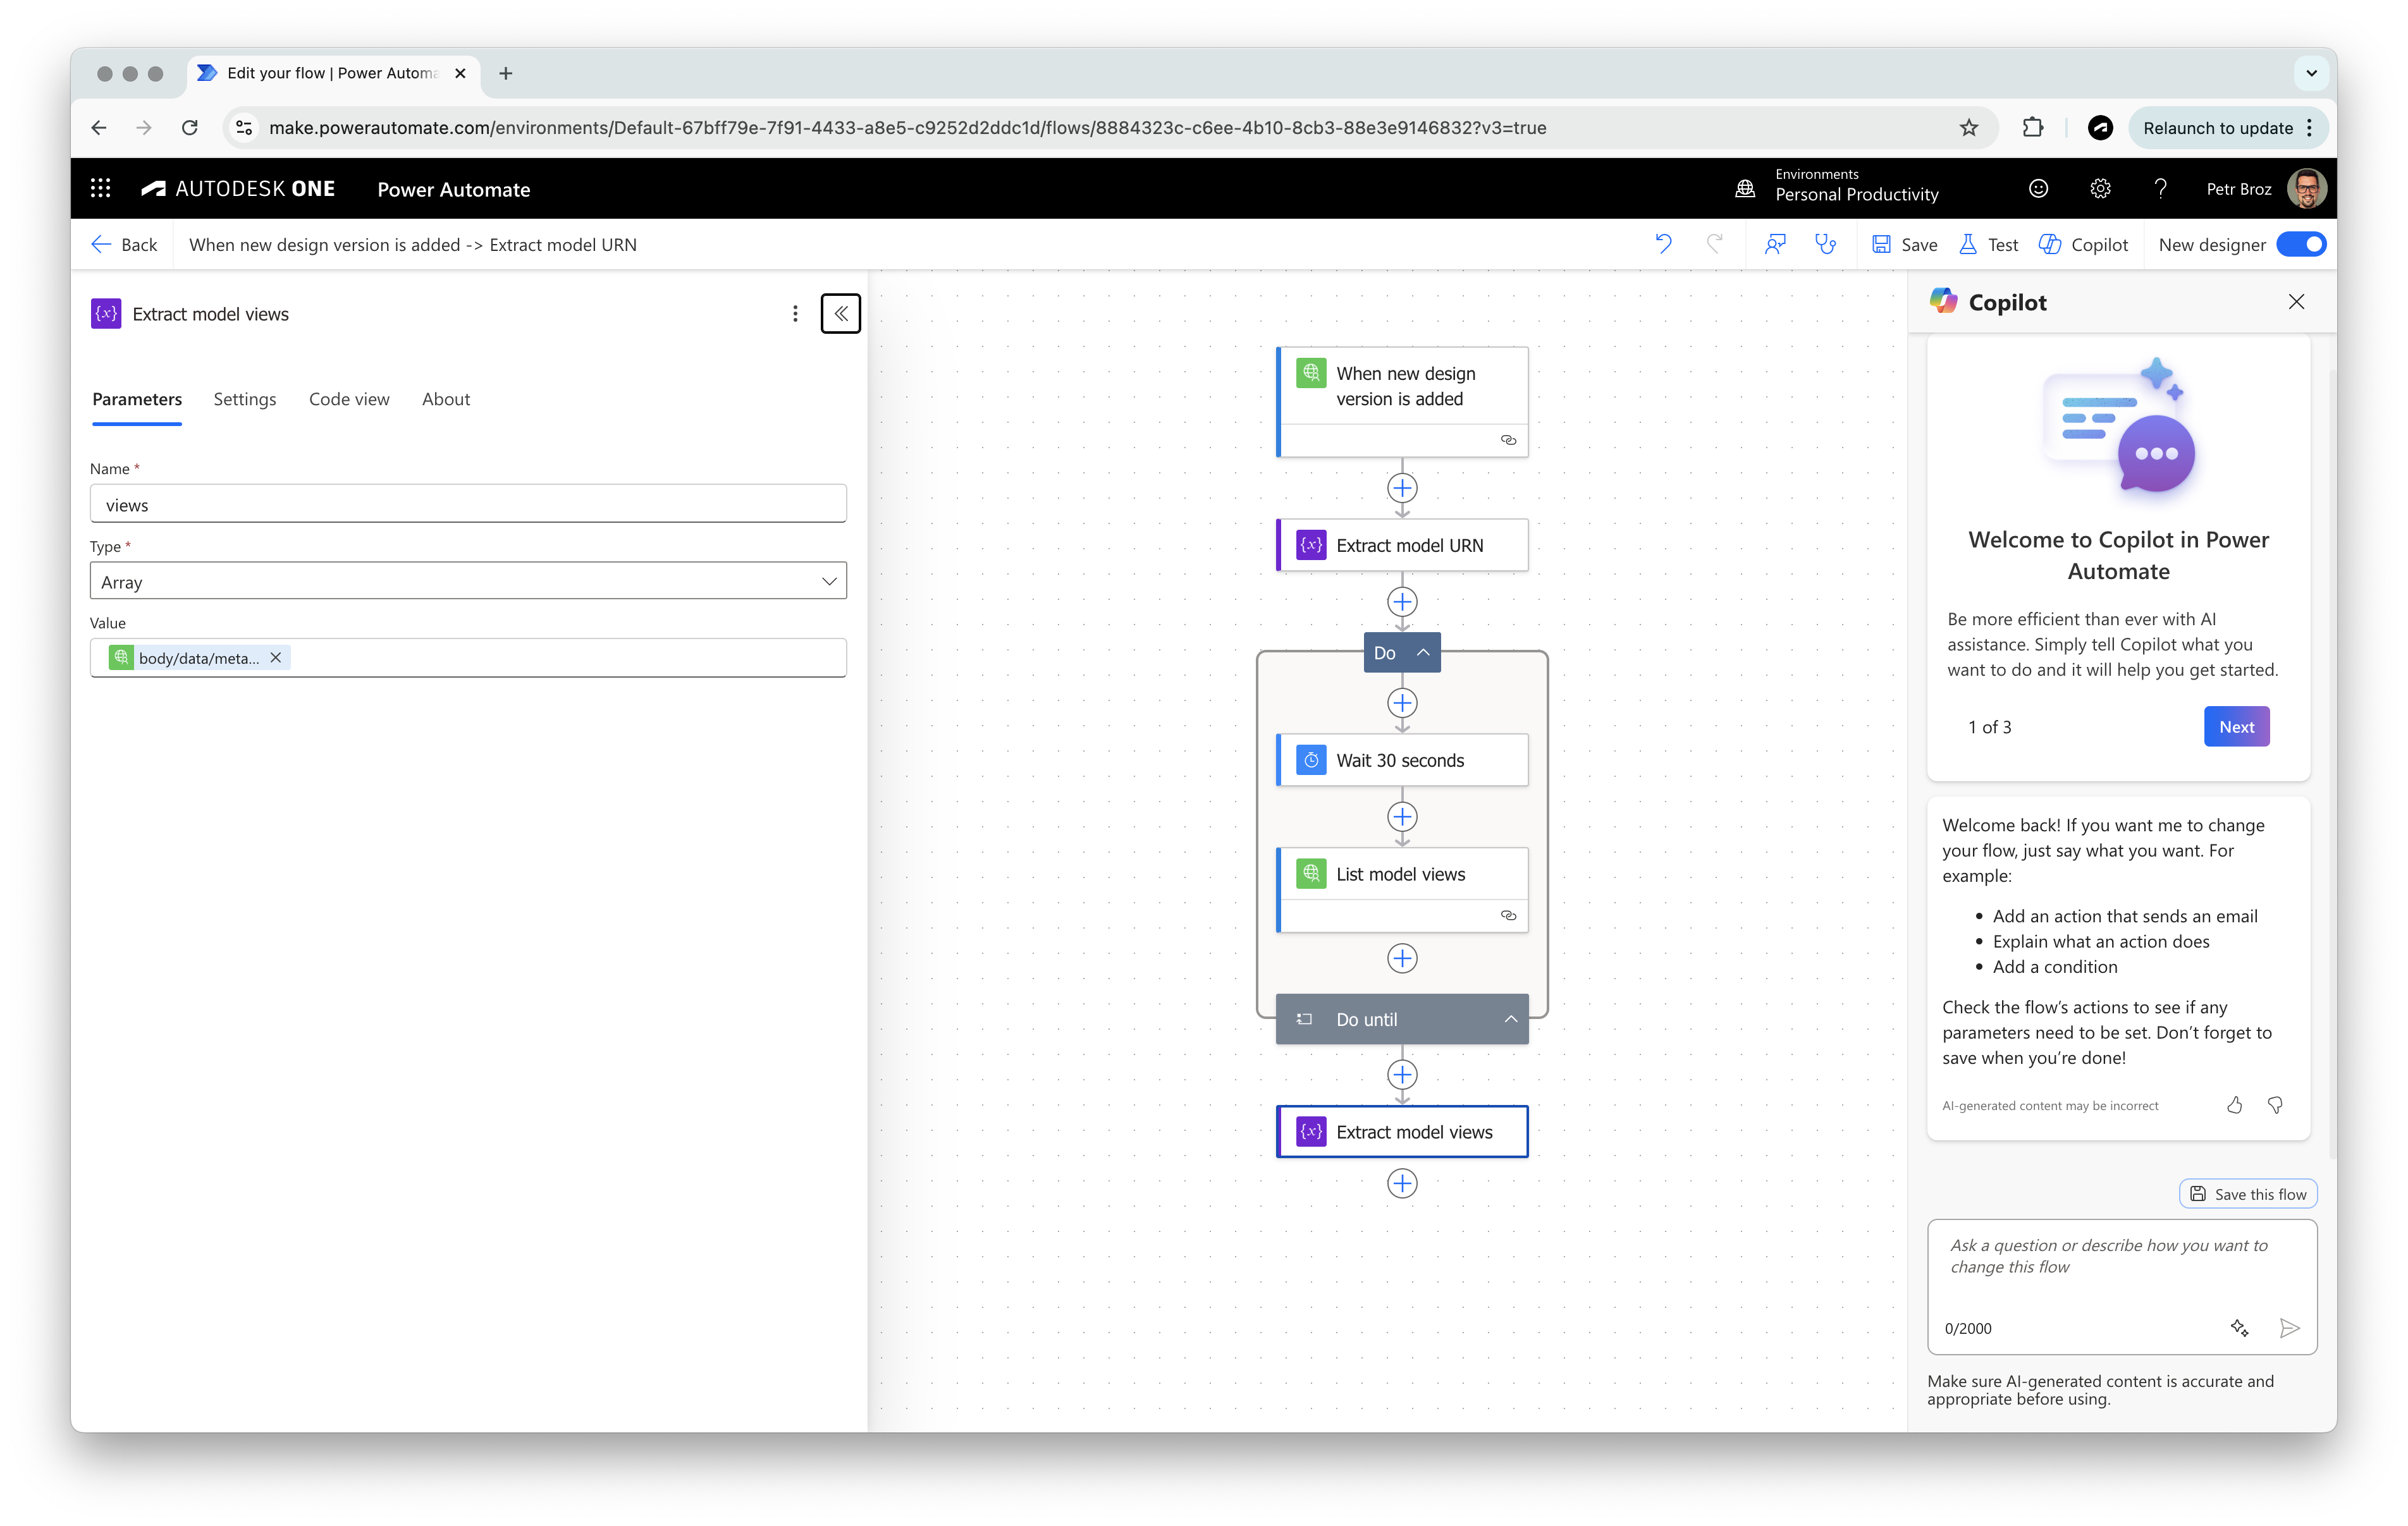 Edit your flow | Power Automa
make.powerautomate.com/environments/Default-67bff79e-7f91-4433-a8e5-c9252d2ddc1d/flows/8884323c-c6ee-4b10-8cb3-88e3e9146832?v3=true
Relaunch to update
AUTODESK ONE
Power Automate
Environments
Personal Productivity
Petr Broz
Back
When new design version is added -> Extract model URN
Save
Test
Copilot
New designer
{x}
Extract model views
Parameters
Settings
Code view
About
Name *
views
Type *
Array
Value
body/data/meta...
When new design
version is added
{x}
Extract model URN
Do
Wait 30 seconds
List model views
Do until
{x}
Extract model views
Copilot
Welcome to Copilot in Power
Automate
Be more efficient than ever with AI
assistance. Simply tell Copilot what you
want to do and it will help you get started.
1 of 3
Next
Welcome back! If you want me to change
your flow, just say what you want. For
example:
• Add an action that sends an email
• Explain what an action does
• Add a condition
Check the flow’s actions to see if any
parameters need to be set. Don’t forget to
save when you’re done!
AI-generated content may be incorrect
Save this flow
Ask a question or describe how you want to
change this flow
0/2000
Make sure AI-generated content is accurate and
appropriate before using.